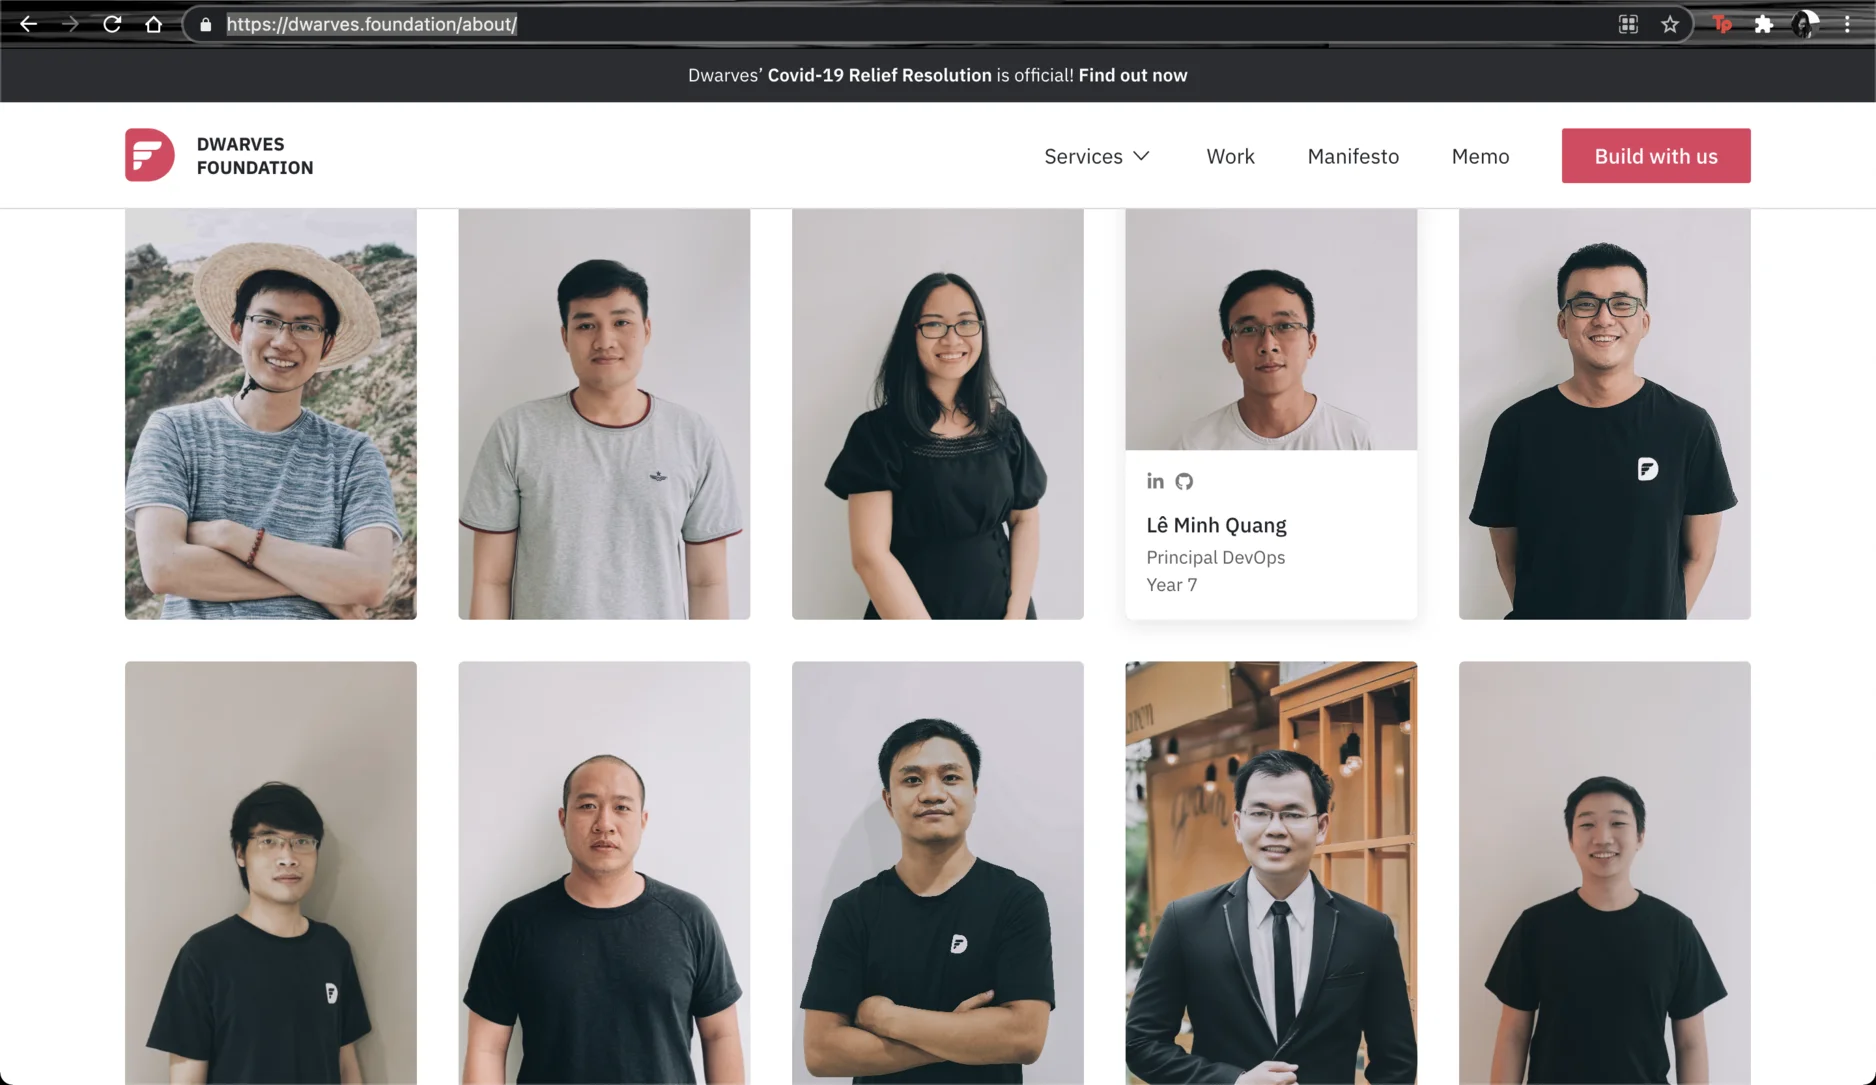 https://dwarves.foundation/about/
Dwarves’ Covid-19 Relief Resolution is official! Find out now
DWARVES
FOUNDATION
Services
Work
Manifesto
Memo
Build with us
in
Lê Minh Quang
Principal DevOps
Year 7